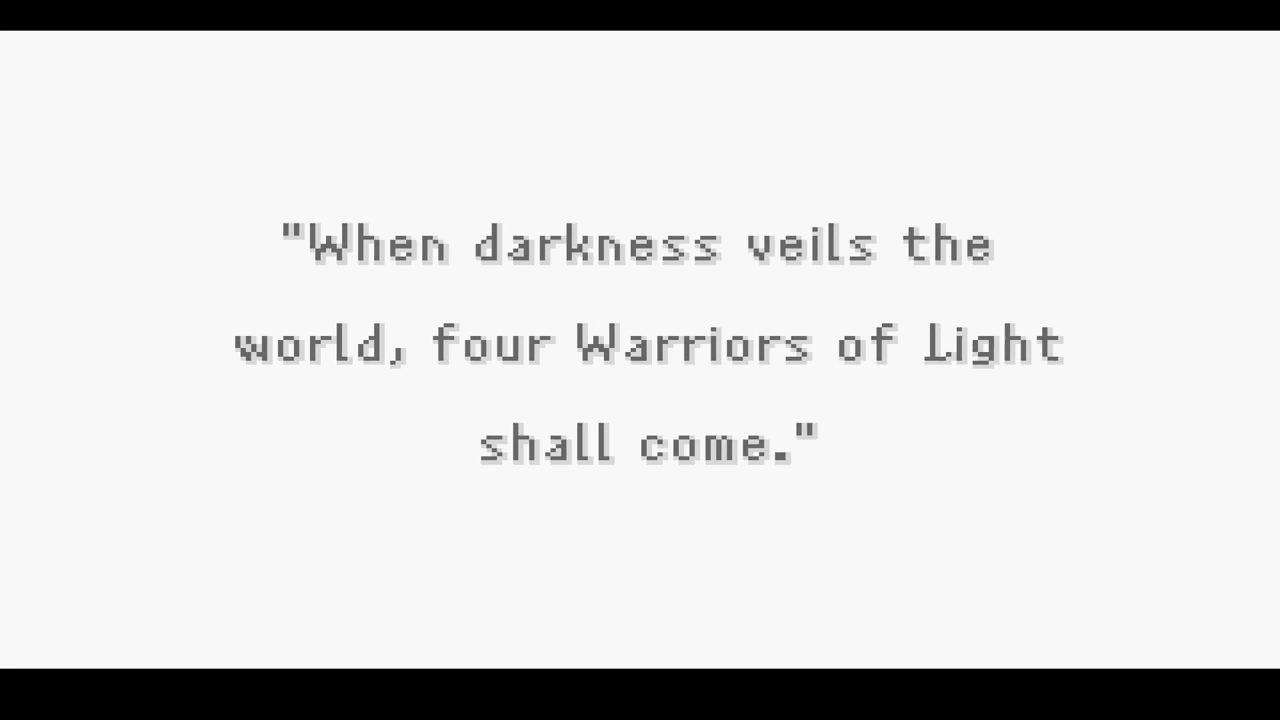 "When darkness veils the
world, four Warriors of Light
shall come."